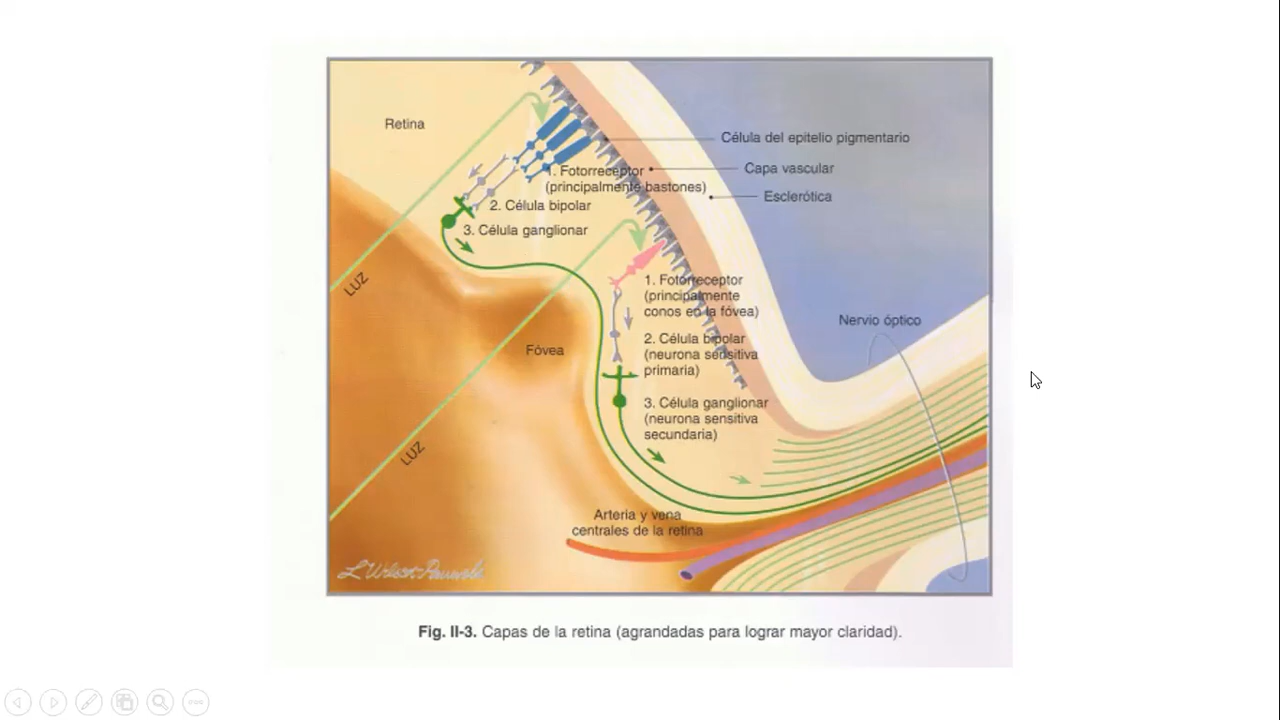 Retina
Célula del epitelio pigmentario
Capa vascular
Esclerótica
1. Fotorreceptor
(principalmente bastones)
2. Célula bipolar
3. Célula ganglionar
LUZ
1. Fotorreceptor
(principalmente
conos en la fóvea)
Nervio óptico
Fóvea
2. Célula bipolar
(neurona sensitiva
primaria)
3. Célula ganglionar
(neurona sensitiva
secundaria)
LUZ
Arteria y vena
centrales de la retina
L. Wilson-Pauwels
Fig. II-3. Capas de la retina (agrandadas para lograr mayor claridad).